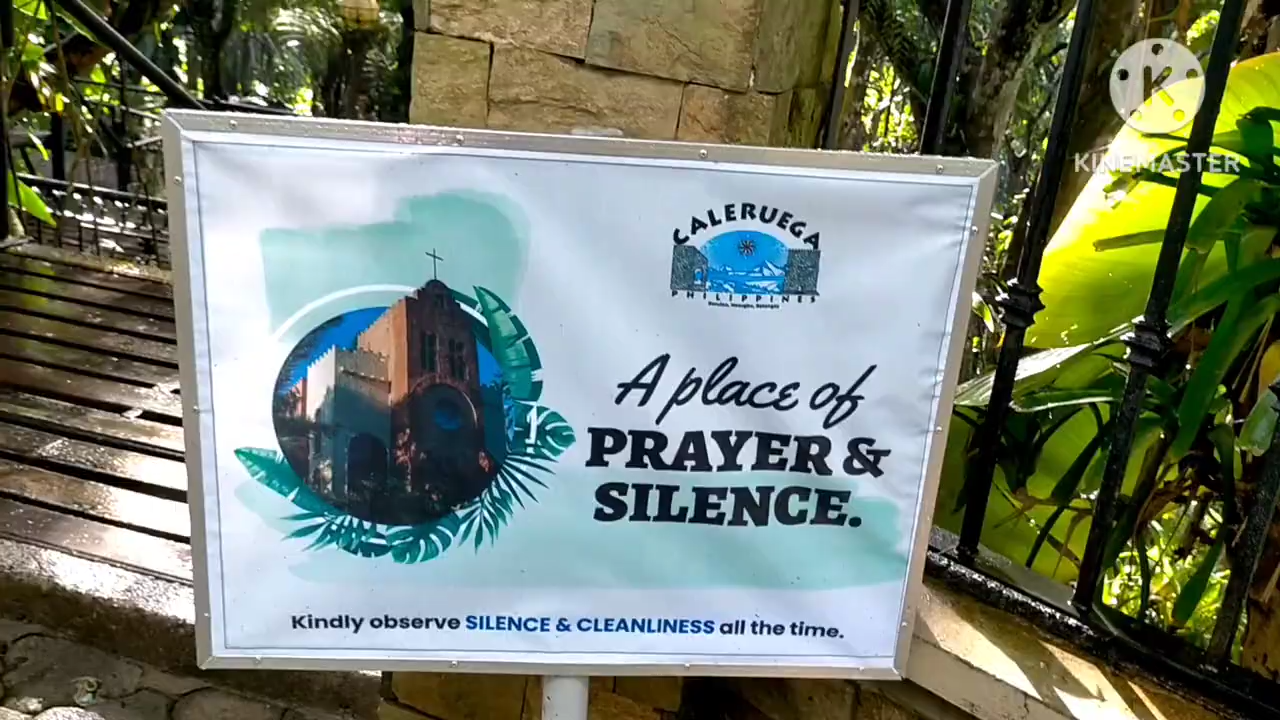 K
KINEMASTER
CALERUEGA
PHILIPPINES
A place of
PRAYER &
SILENCE.
Kindly observe SILENCE & CLEANLINESS all the time.